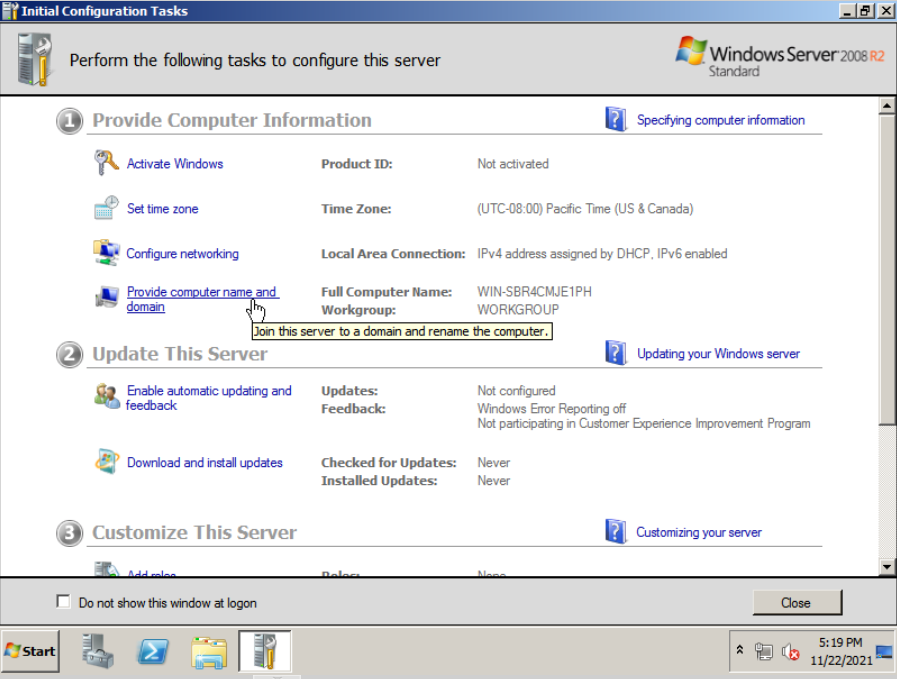 Initial Configuration Tasks
Perform the following tasks to configure this server
Windows Server 2008 R2
Standard
1 Provide Computer Information
Specifying computer information
Activate Windows Product ID: Not activated
Set time zone Time Zone: (UTC-08:00) Pacific Time (US & Canada)
Configure networking Local Area Connection: IPv4 address assigned by DHCP, IPv6 enabled
Provide computer name and Full Computer Name: WIN-SBR4CMJE1PH
domain Workgroup: WORKGROUP
Join this server to a domain and rename the computer.
2 Update This Server
Updating your Windows server
Enable automatic updating and Updates: Not configured
feedback Feedback: Windows Error Reporting off
Not participating in Customer Experience Improvement Program
Download and install updates Checked for Updates: Never
Installed Updates: Never
3 Customize This Server
Customizing your server
Add roles Roles: None
Do not show this window at logon
Close
Start
5:19 PM
11/22/2021